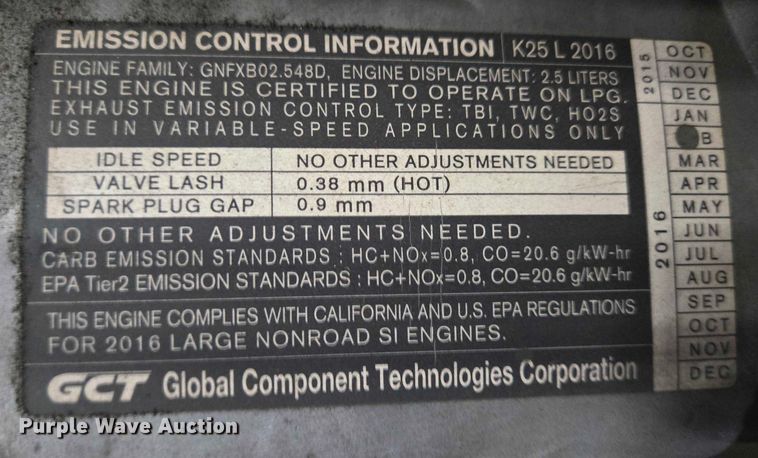 EMISSION CONTROL INFORMATION K25 L 2016
ENGINE FAMILY: GNFXB02.548D, ENGINE DISPLACEMENT: 2.5 LITERS
THIS ENGINE IS CERTIFIED TO OPERATE ON LPG.
EXHAUST EMISSION CONTROL TYPE: TBI, TWC, HO2S
USE IN VARIABLE-SPEED APPLICATIONS ONLY
IDLE SPEED NO OTHER ADJUSTMENTS NEEDED
VALVE LASH 0.38 mm (HOT)
SPARK PLUG GAP 0.9 mm
NO OTHER ADJUSTMENTS NEEDED.
CARB EMISSION STANDARDS : HC+NOx=0.8, CO=20.6 g/kW-hr
EPA Tier2 EMISSION STANDARDS : HC+NOx=0.8, CO=20.6 g/kW-hr
THIS ENGINE COMPLIES WITH CALIFORNIA AND U.S. EPA REGULATIONS
FOR 2016 LARGE NONROAD SI ENGINES.
GCT Global Component Technologies Corporation
2015
OCT
NOV
DEC
2016
JAN
B
MAR
APR
MAY
JUN
JUL
AUG
SEP
OCT
NOV
DEC
Purple Wave Auction